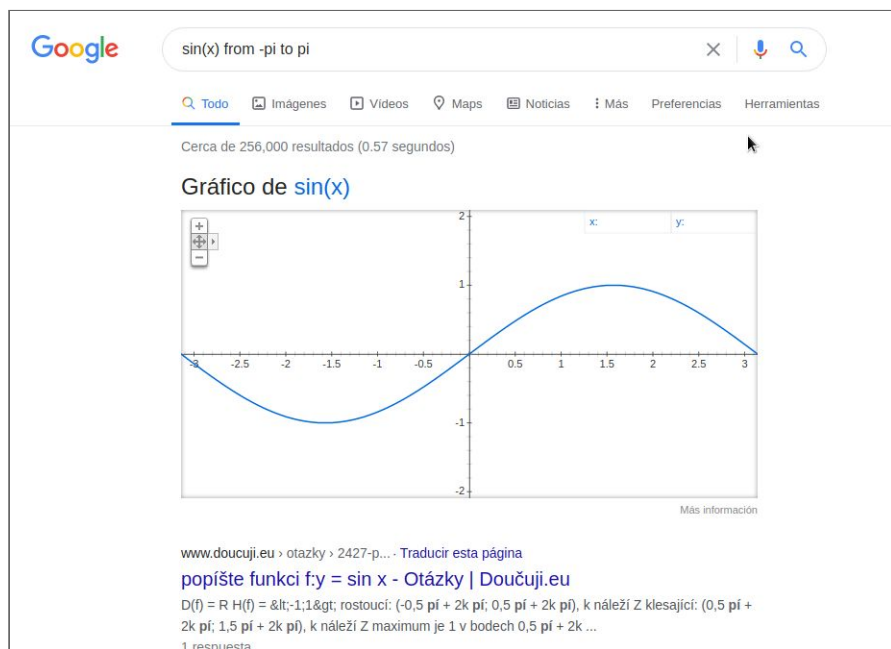 Google
sin(x) from -pi to pi
Todo Imágenes Vídeos Maps Noticias Más Preferencias Herramientas
Cerca de 256,000 resultados (0.57 segundos)
Gráfico de sin(x)
x: y:
2
1
-3 -2.5 -2 -1.5 -1 -0.5 0 0.5 1 1.5 2 2.5 3
-1
-2
Más información
www.doucuji.eu › otazky › 2427-p... · Traducir esta página
popíšte funkci f:y = sin x - Otázky | Doučuji.eu
D(f) = R H(f) = &lt;-1;1&gt; rostoucí: (-0,5 pí + 2k pí; 0,5 pí + 2k pí), k náleží Z klesající: (0,5 pí +
2k pí; 1,5 pí + 2k pí), k náleží Z maximum je 1 v bodech 0,5 pí + 2k ...
1 respuesta